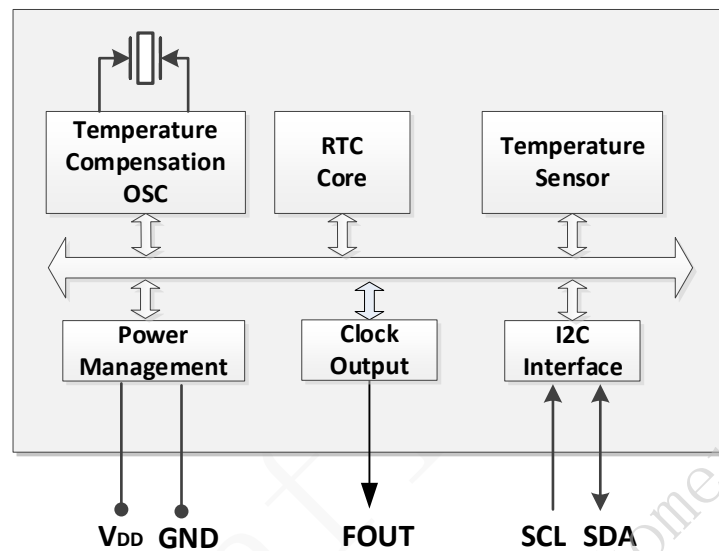 Temperature
Compensation
OSC
RTC
Core
Temperature
Sensor
Power
Management
Clock
Output
I2C
Interface
VDD GND FOUT SCL SDA